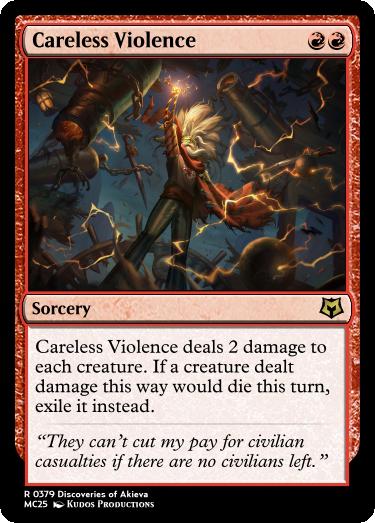 Careless Violence
Sorcery
Careless Violence deals 2 damage to
each creature. If a creature dealt
damage this way would die this turn,
exile it instead.
“They can’t cut my pay for civilian
casualties if there are no civilians left.”
R 0379 Discoveries of Akieva
MC25 Kudos Productions